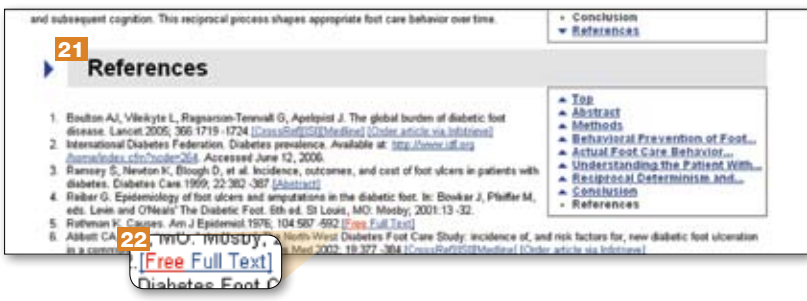 and subsequent cognition. This reciprocal process shapes appropriate foot care behavior over time.
Conclusion
References
21
References
Top
Abstract
Methods
Behavioral Prevention of Foot...
Actual Foot Care Behavior...
Understanding the Patient With...
Reciprocal Determinism and...
Conclusion
References
1. Boulton AJ, Vileikyte L, Ragnarson-Tennvall G, Apelqvist J. The global burden of diabetic foot
disease. Lancet 2005; 366:1719 -1724.[CrossRef][ISI][Medline] [Order article via Infotrieve]
2. International Diabetes Federation. Diabetes prevalence. Available at: http://www.idf.org
/home/index.cfm?node=264. Accessed June 12, 2006.
3. Ramsey S, Newton K, Blough D, et al. Incidence, outcomes, and cost of foot ulcers in patients with
diabetes. Diabetes Care 1999; 22:382 -387.[Abstract]
4. Reiber G. Epidemiology of foot ulcers and amputations in the diabetic foot. In: Bowker J, Pfeifer M,
eds. Levin and O'Neals' The Diabetic Foot. 6th ed. St Louis, MO: Mosby; 2001:13 -32.
5. Rothman K. Causes. Am J Epidemiol 1976; 104:587 -592.[Free Full Text]
6. Abbott CA North-West Diabetes Foot Care Study: incidence of, and risk factors for, new diabetic foot ulceration
in a Med 2002; 19:377 -384.[CrossRef][ISI][Medline] [Order article via Infotrieve]
22
, MO: Mosby;
.[Free Full Text]
Diabetes Foot C